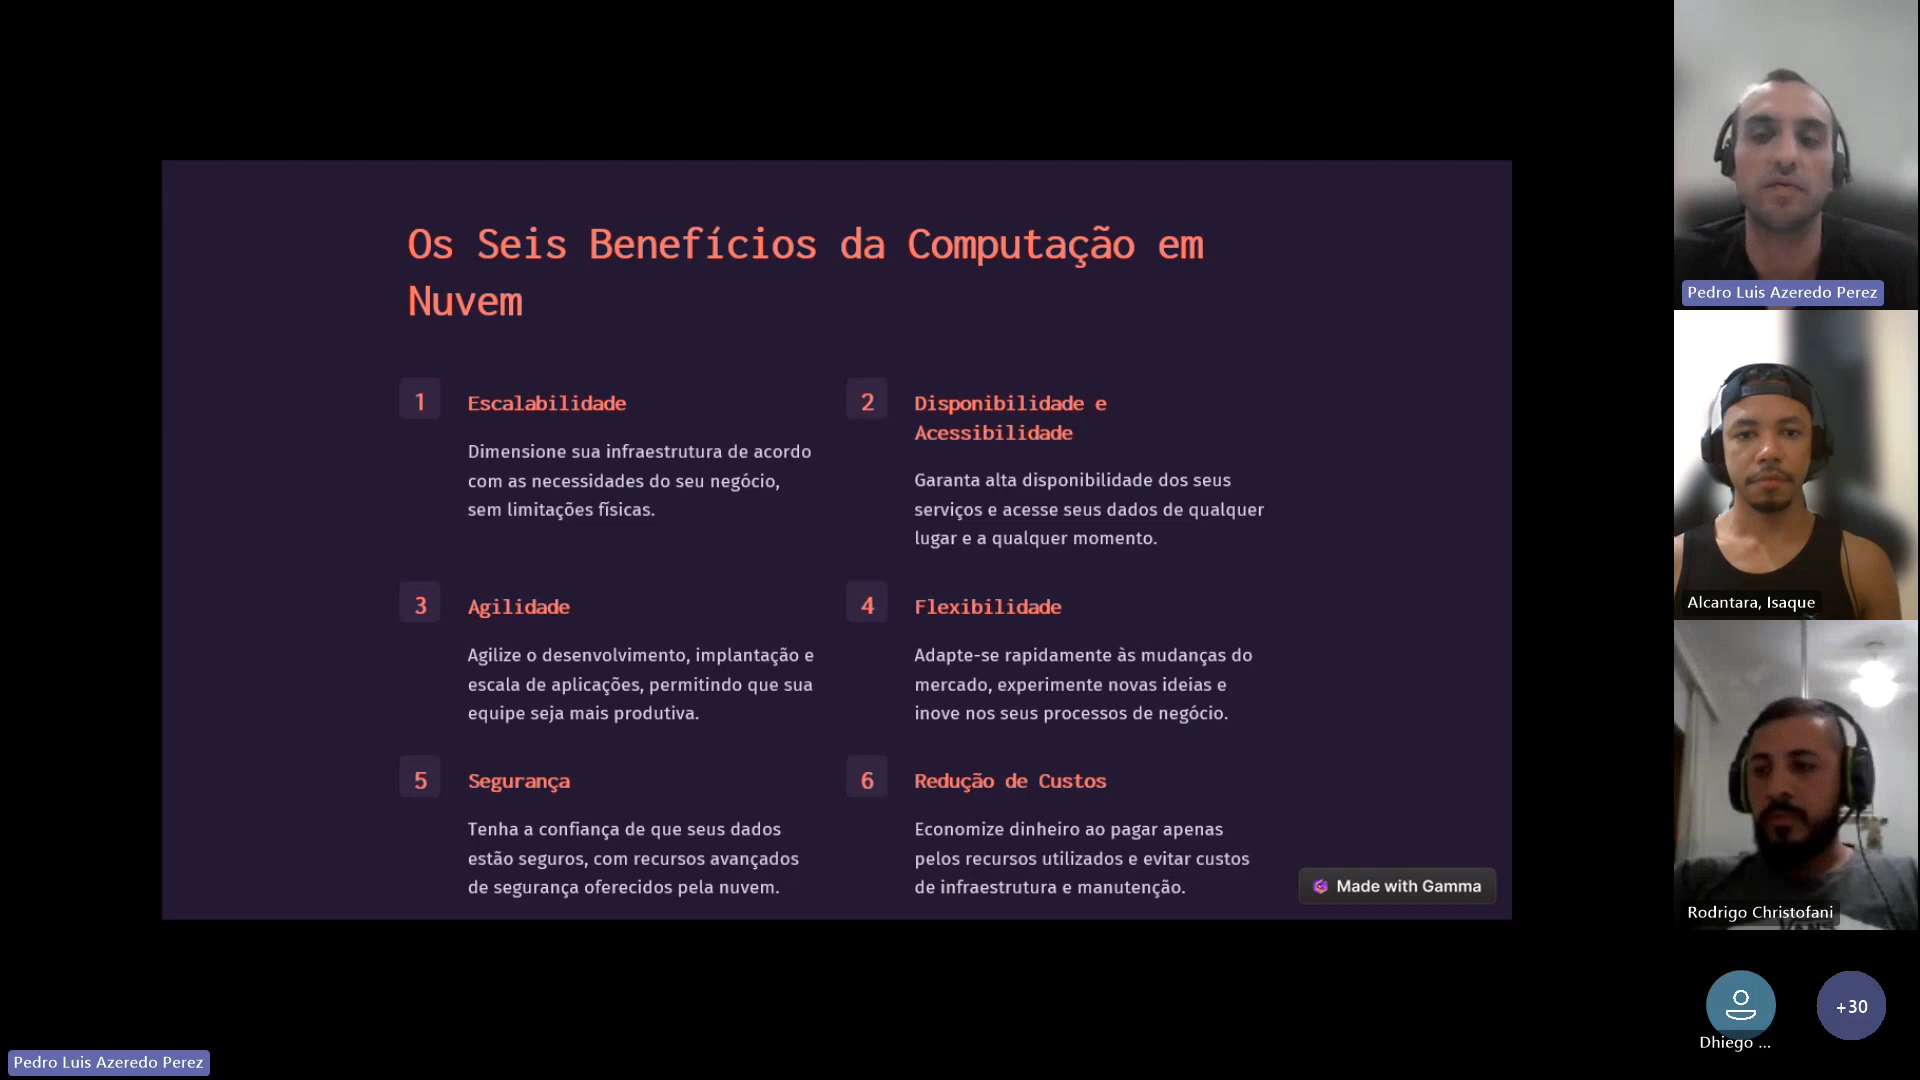 Os Seis Benefícios da Computação em
Nuvem
1
Escalabilidade
Dimensione sua infraestrutura de acordo
com as necessidades do seu negócio,
sem limitações físicas.
2
Disponibilidade e
Acessibilidade
Garanta alta disponibilidade dos seus
serviços e acesse seus dados de qualquer
lugar e a qualquer momento.
3
Agilidade
Agilize o desenvolvimento, implantação e
escala de aplicações, permitindo que sua
equipe seja mais produtiva.
4
Flexibilidade
Adapte-se rapidamente às mudanças do
mercado, experimente novas ideias e
inove nos seus processos de negócio.
5
Segurança
Tenha a confiança de que seus dados
estão seguros, com recursos avançados
de segurança oferecidos pela nuvem.
6
Redução de Custos
Economize dinheiro ao pagar apenas
pelos recursos utilizados e evitar custos
de infraestrutura e manutenção.
Made with Gamma
Pedro Luis Azeredo Perez
Alcantara, Isaque
Rodrigo Christofani
Dhiego ...
+30
Pedro Luis Azeredo Perez